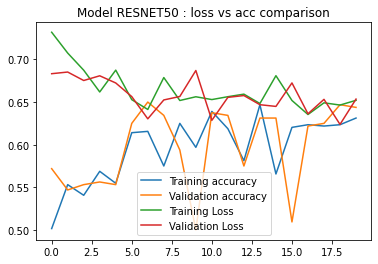 Model RESNET50 : loss vs acc comparison
0.70
0.65
0.60
0.55
0.50
Training accuracy
Validation accuracy
Training Loss
Validation Loss
0.0 2.5 5.0 7.5 10.0 12.5 15.0 17.5